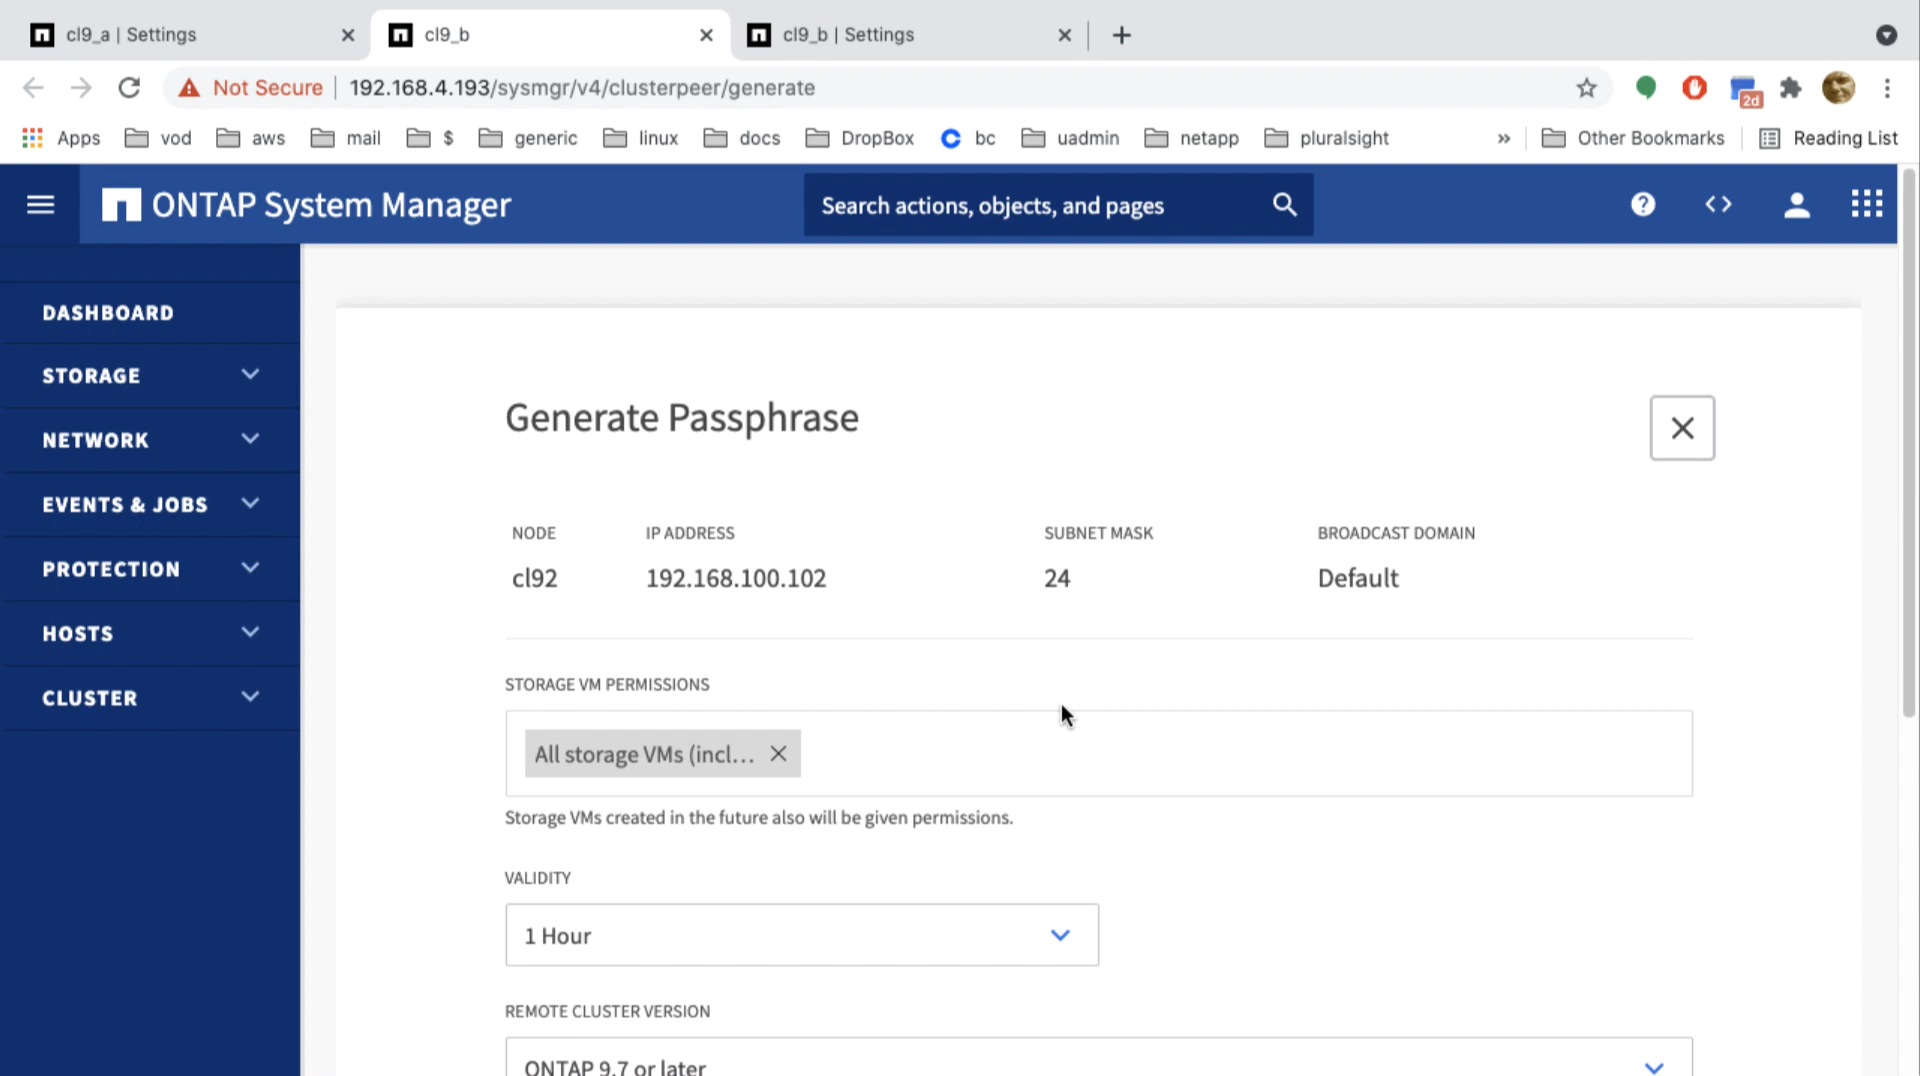 cl9_a | Settings
cl9_b
cl9_b | Settings
Not Secure
192.168.4.193/sysmgr/v4/clusterpeer/generate
2d
Apps
vod
aws
mail
$
generic
linux
docs
DropBox
bc
uadmin
netapp
pluralsight
»
Other Bookmarks
Reading List
ONTAP System Manager
Search actions, objects, and pages
DASHBOARD
STORAGE
NETWORK
EVENTS & JOBS
PROTECTION
HOSTS
CLUSTER
Generate Passphrase
NODE IP ADDRESS SUBNET MASK BROADCAST DOMAIN
cl92 192.168.100.102 24 Default
STORAGE VM PERMISSIONS
All storage VMs (incl...
Storage VMs created in the future also will be given permissions.
VALIDITY
1 Hour
REMOTE CLUSTER VERSION
ONTAP 9.7 or later